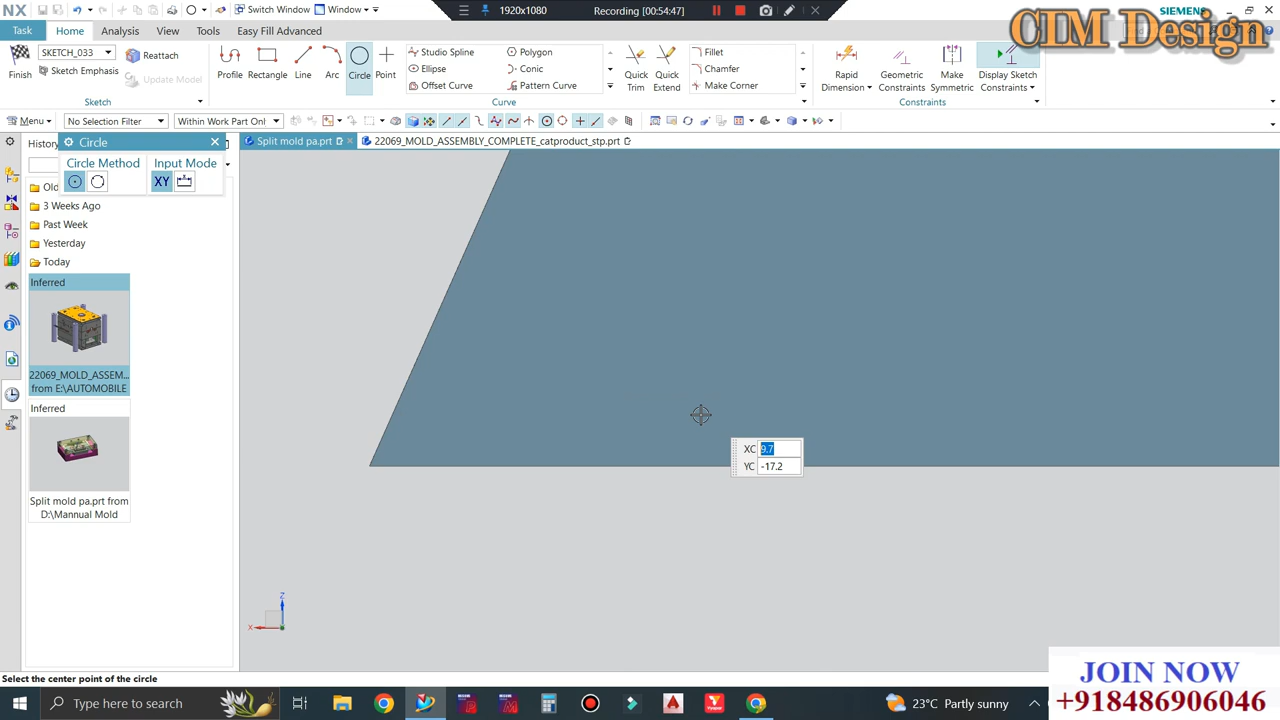 NX
Switch Window
Window
1920x1080
Recording [00:54:47]
SIEMENS
CIM Design
Task
Home
Analysis
View
Tools
Easy Fill Advanced
SKETCH_033
Reattach
Sketch Emphasis
Update Model
Finish
Sketch
Profile
Rectangle
Line
Arc
Circle
Point
Studio Spline
Polygon
Ellipse
Conic
Offset Curve
Pattern Curve
Curve
Quick Trim
Quick Extend
Fillet
Chamfer
Make Corner
Rapid Dimension
Geometric Constraints
Make Symmetric
Display Sketch Constraints
Constraints
Menu
No Selection Filter
Within Work Part Only
Histor
Circle
Split mold pa.prt
22069_MOLD_ASSEMBLY_COMPLETE_catproduct_stp.prt
Circle Method
Input Mode
XY
Old
3 Weeks Ago
Past Week
Yesterday
Today
Inferred
22069_MOLD_ASSEM...
from E:\AUTOMOBILE
Inferred
Split mold pa.prt from
D:\Mannual Mold
XC 9.7
YC -17.2
Z
X
Select the center point of the circle
JOIN NOW
+918486906046
Type here to search
23°C Partly sunny